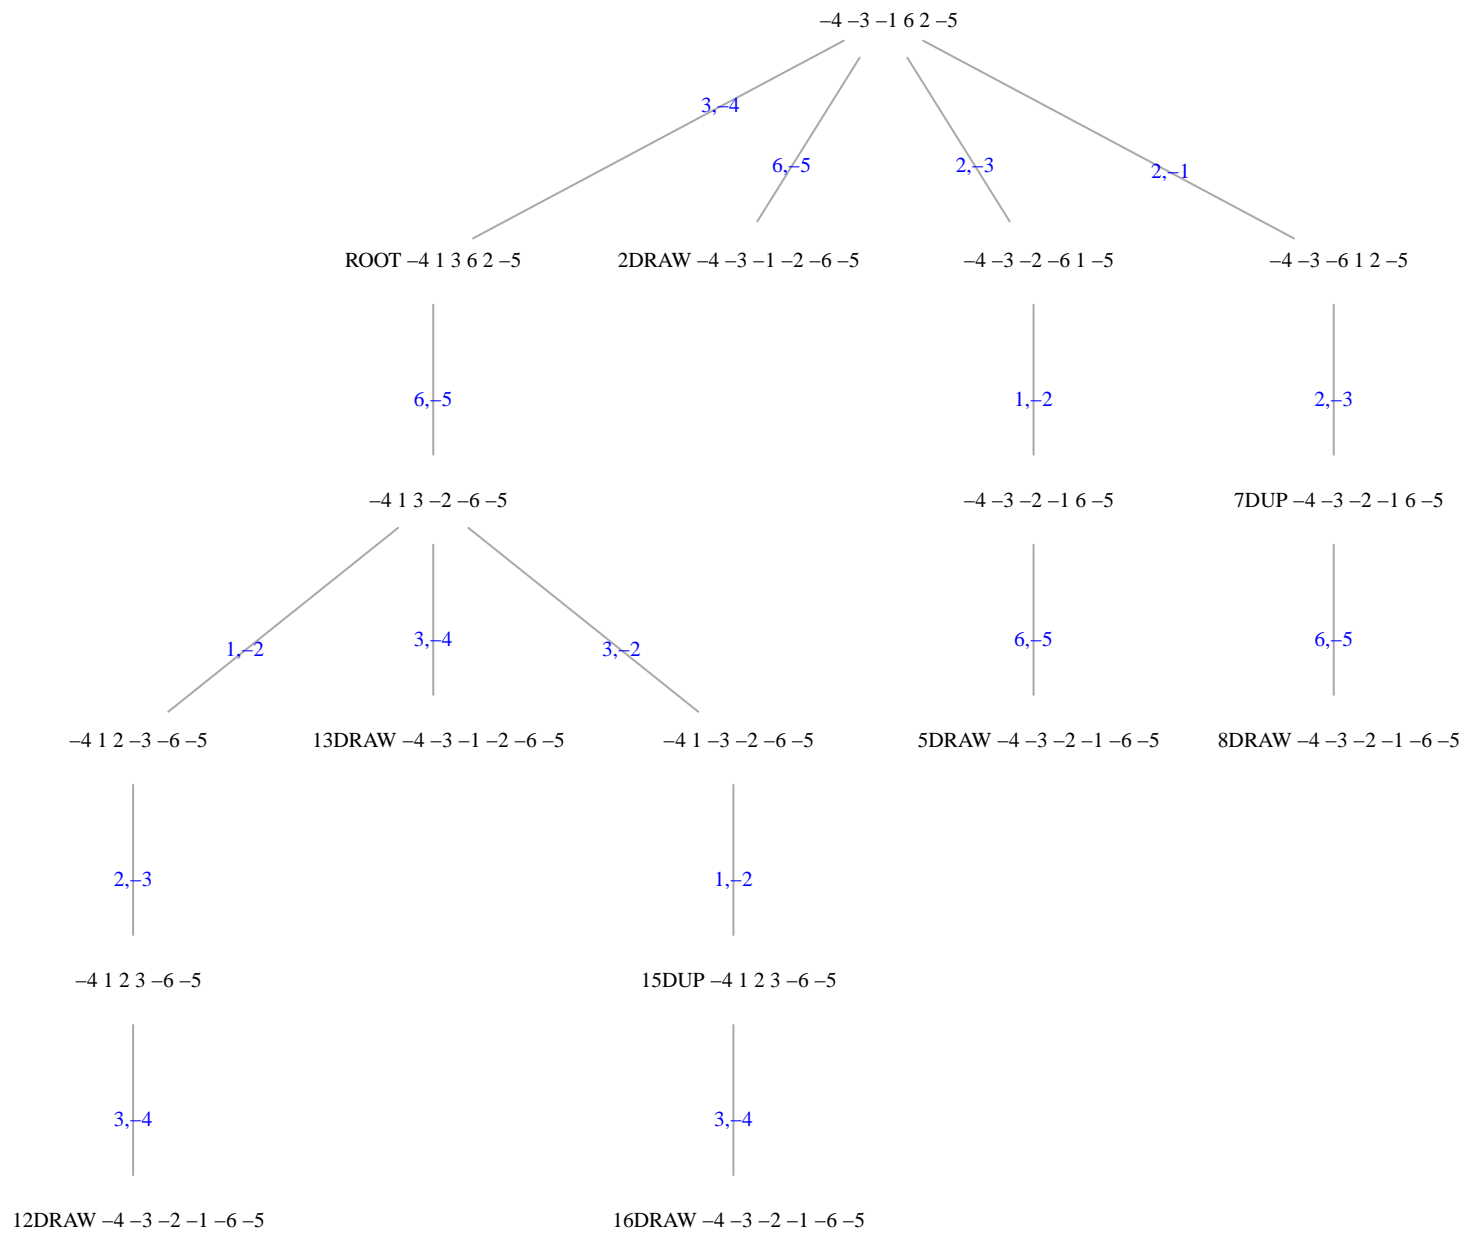 –4 –3 –1 6 2 –5
3,–4
6,–5
2,–3
2,–1
ROOT –4 1 3 6 2 –5
2DRAW –4 –3 –1 –2 –6 –5
–4 –3 –2 –6 1 –5
–4 –3 –6 1 2 –5
6,–5
1,–2
2,–3
–4 1 3 –2 –6 –5
–4 –3 –2 –1 6 –5
7DUP –4 –3 –2 –1 6 –5
1,–2
3,–4
3,–2
6,–5
6,–5
–4 1 2 –3 –6 –5
13DRAW –4 –3 –1 –2 –6 –5
–4 1 –3 –2 –6 –5
5DRAW –4 –3 –2 –1 –6 –5
8DRAW –4 –3 –2 –1 –6 –5
2,–3
1,–2
–4 1 2 3 –6 –5
15DUP –4 1 2 3 –6 –5
3,–4
3,–4
12DRAW –4 –3 –2 –1 –6 –5
16DRAW –4 –3 –2 –1 –6 –5